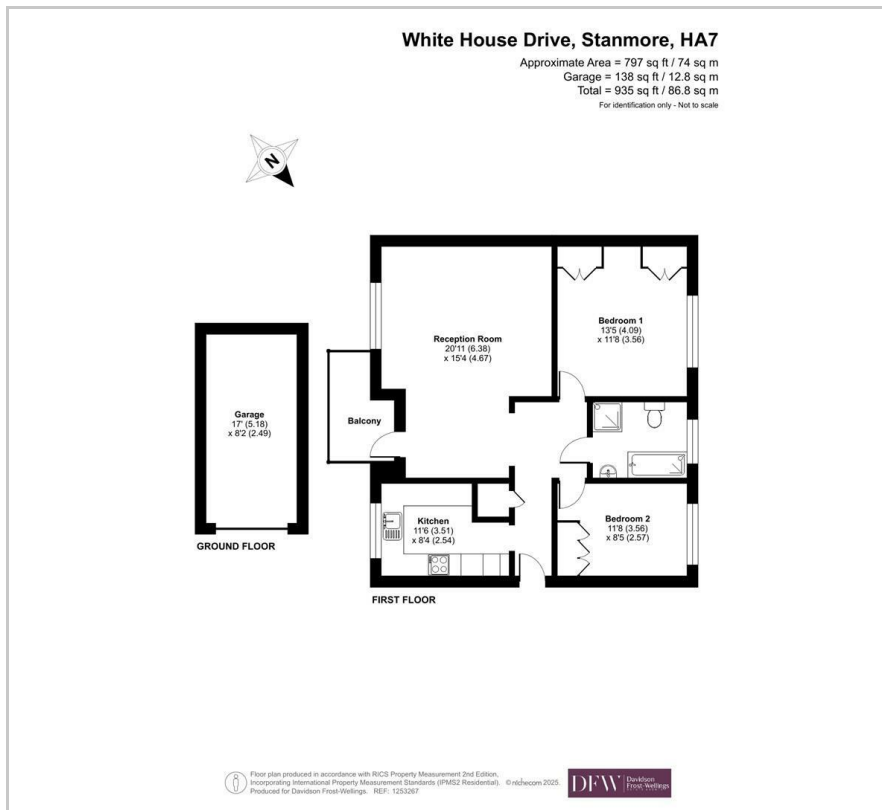 White House Drive, Stanmore, HA7
Approximate Area = 797 sq ft / 74 sq m
Garage = 138 sq ft / 12.8 sq m
Total = 935 sq ft / 86.8 sq m
For identification only - Not to scale
N
Reception Room
20'11 (6.38)
x 15'4 (4.67)
Bedroom 1
13'5 (4.09)
x 11'8 (3.56)
Garage
17' (5.18)
x 8'2 (2.49)
Balcony
Kitchen
11'6 (3.51)
x 8'4 (2.54)
Bedroom 2
11'8 (3.56)
x 8'5 (2.57)
GROUND FLOOR
FIRST FLOOR
Floor plan produced in accordance with RICS Property Measurement 2nd Edition,
Incorporating International Property Measurement Standards (IPMS2 Residential). © nichecom 2025.
Produced for Davidson Frost-Wellings. REF: 1253267
DFW
Davidson
Frost-Wellings